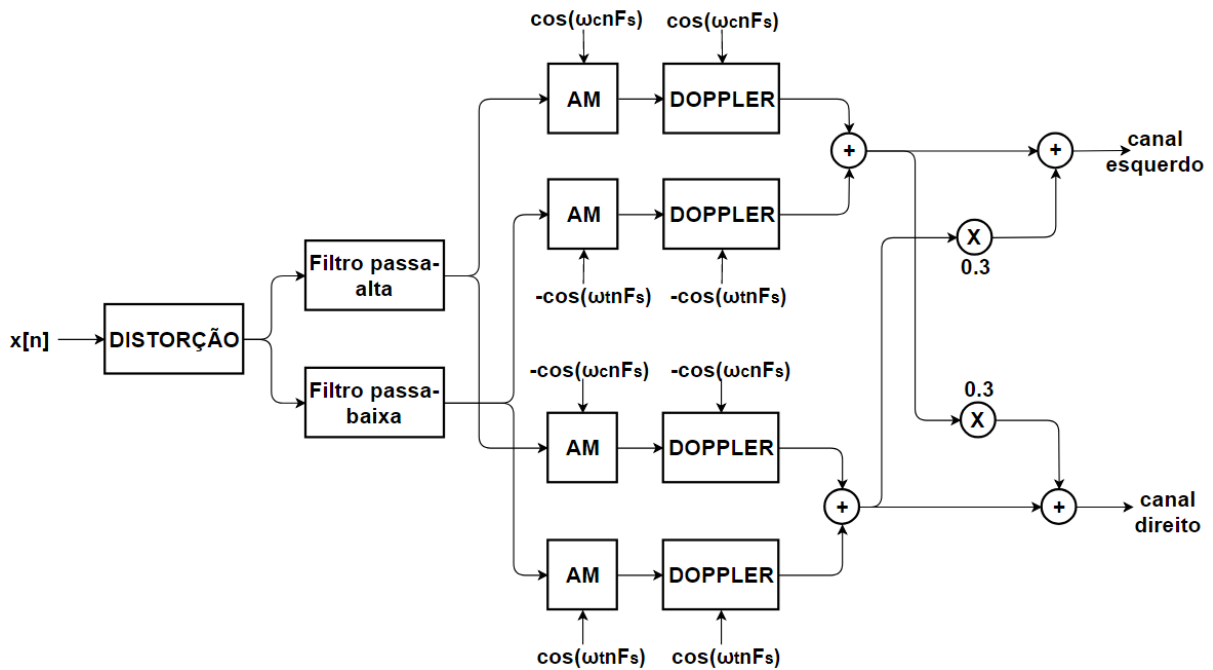 cos(ωcnFs)
cos(ωcnFs)
AM
DOPPLER
+
+
canal
esquerdo
AM
DOPPLER
X
0.3
-cos(ωtnFs)
-cos(ωtnFs)
Filtro passa-
alta
x[n]
DISTORÇÃO
Filtro passa-
baixa
-cos(ωcnFs)
-cos(ωcnFs)
0.3
X
AM
DOPPLER
+
+
canal
direito
AM
DOPPLER
cos(ωtnFs)
cos(ωtnFs)